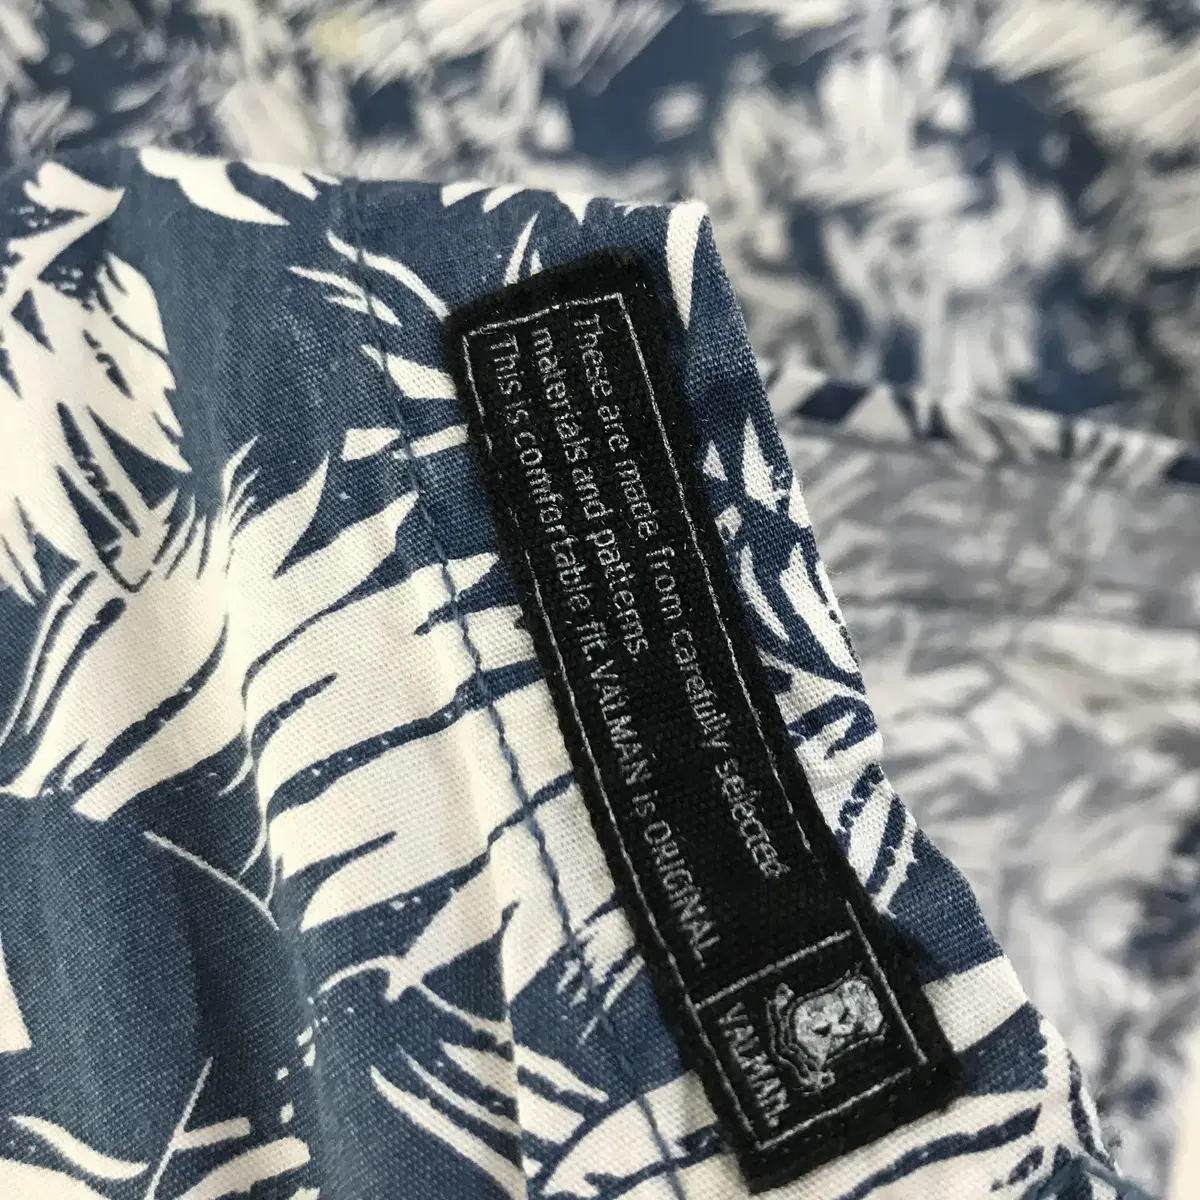 These are made from carefully selected
materials and patterns.
This is comfortable fit VALMAN is ORIGINAL.
VALMAN.